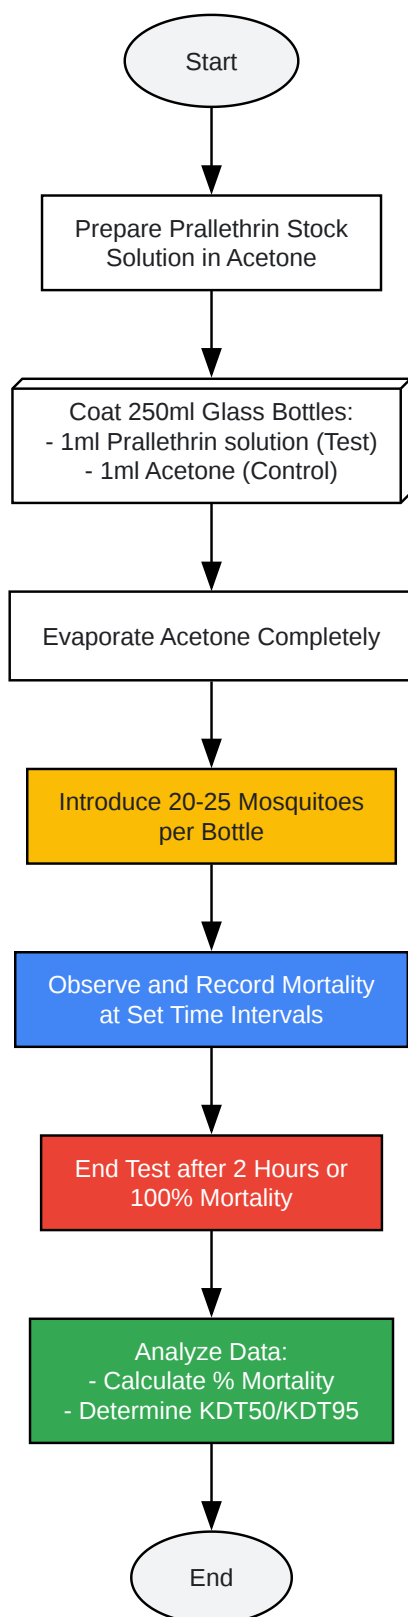 Start
Prepare Prallethrin Stock
Solution in Acetone
Coat 250ml Glass Bottles:
- 1ml Prallethrin solution (Test)
- 1ml Acetone (Control)
Evaporate Acetone Completely
Introduce 20-25 Mosquitoes
per Bottle
Observe and Record Mortality
at Set Time Intervals
End Test after 2 Hours or
100% Mortality
Analyze Data:
- Calculate % Mortality
- Determine KDT50/KDT95
End